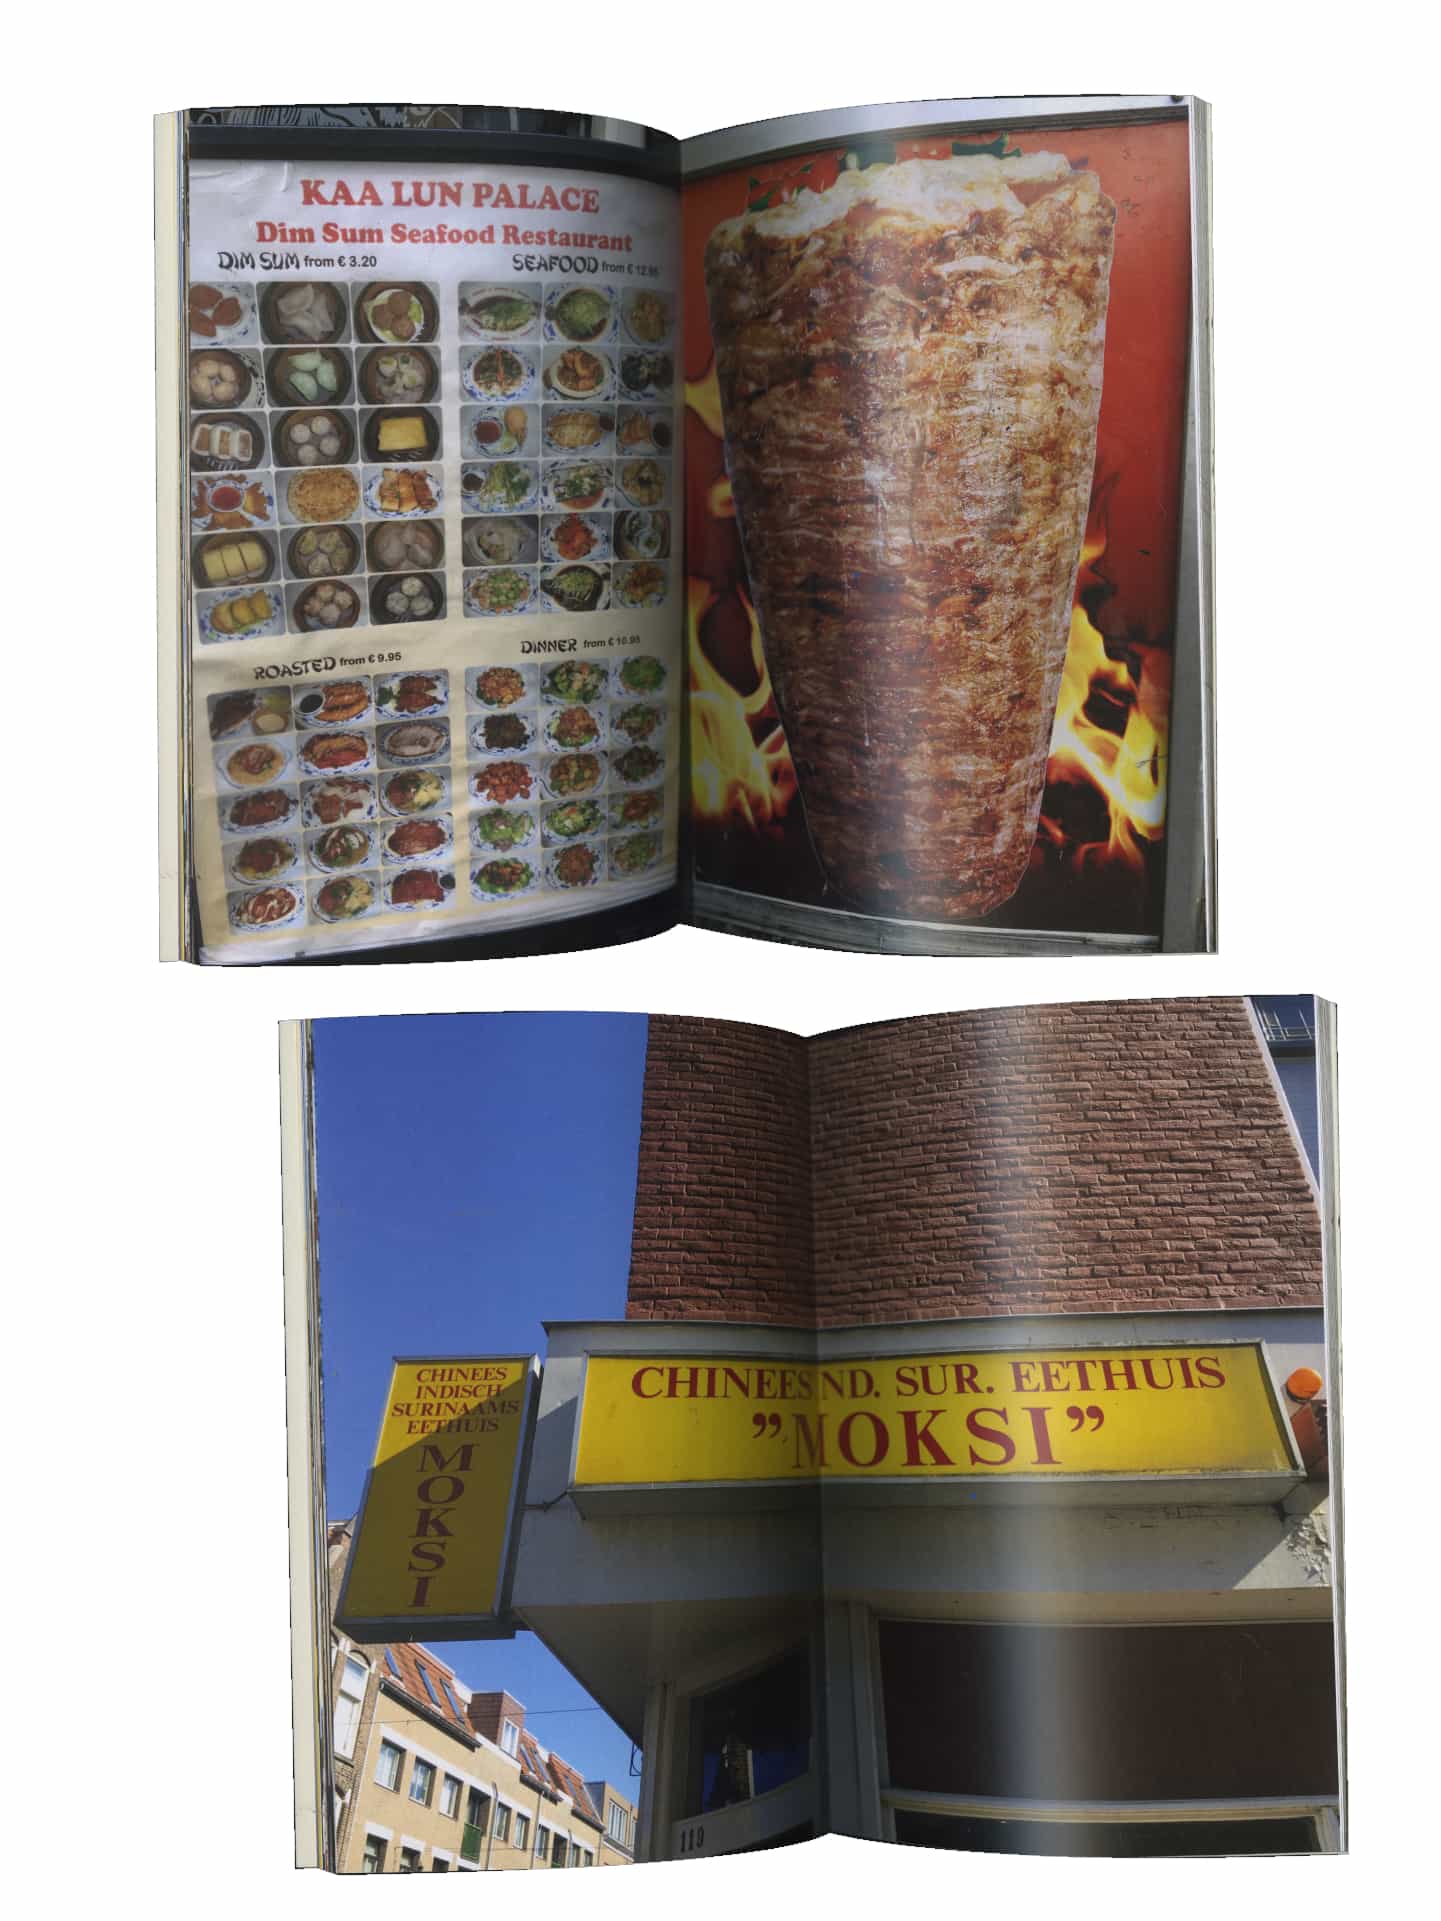 KAA LUN PALACE
Dim Sum Seafood Restaurant
DIM SUM from € 3.20
SEAFOOD from € 12.95
ROASTED from € 9.95
DINNER from € 10.95
CHINEES
INDISCH
SURINAAMS
EETHUIS
MOKSI
CHINEES ND. SUR. EETHUIS
”MOKSI”
119